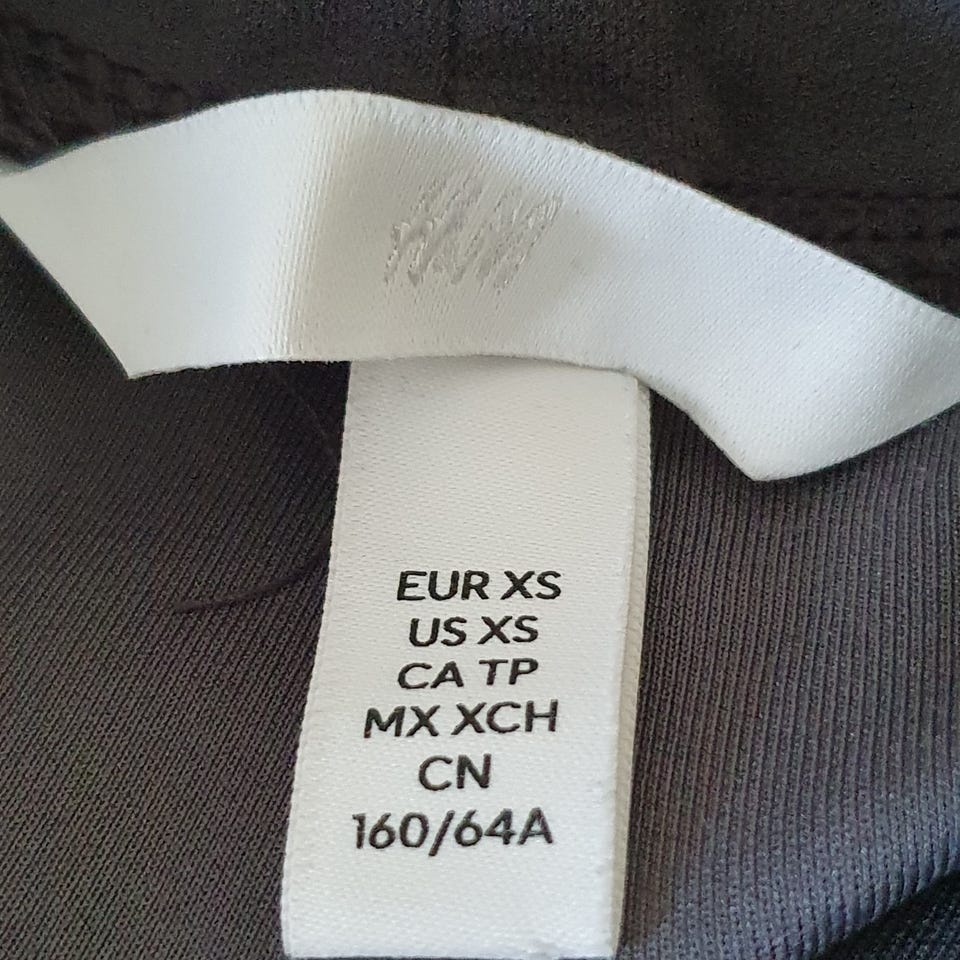 H&M
EUR XS
US XS
CA TP
MX XCH
CN
160/64A